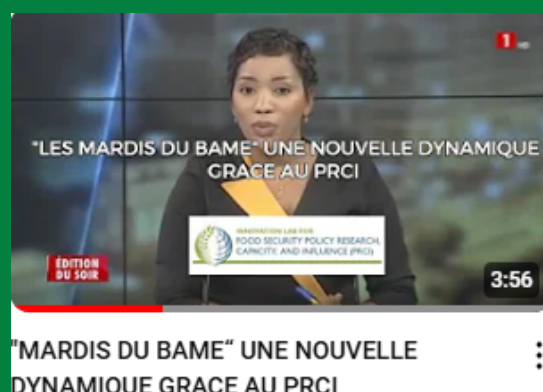 1
"LES MARDIS DU BAME" UNE NOUVELLE DYNAMIQUE
GRACE AU PRCI
INNOVATION LAB FOR
FOOD SECURITY POLICY RESEARCH,
CAPACITY, AND INFLUENCE (PRCI)
ÉDITION
DU SOIR
3:56
"MARDIS DU BAME“ UNE NOUVELLE
DYNAMIQUE GRACE AU PRCI